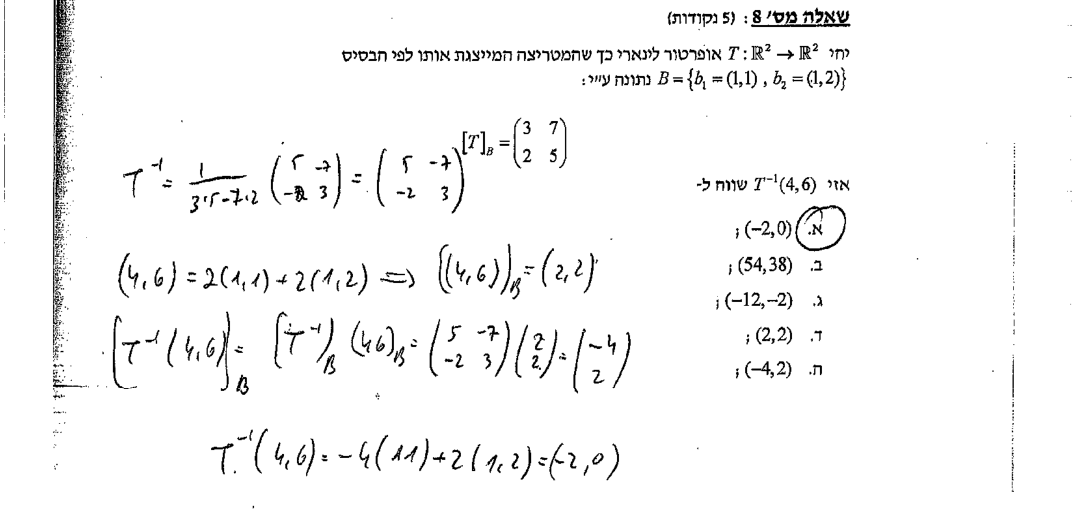 שאלה מס' 8 : (5 נקודות)
יהי T : ℝ² → ℝ² אופרטור לינארי כך שהמטריצה המייצגת אותו לפי הבסיס
B = {b₁ = (1,1) , b₂ = (1,2)} נתונה ע"י:
[T]_B = (3 7; 2 5)
T⁻¹ = 1/(3·5-7·2) (5 -7; -2 3) = (5 -7; -2 3)
אזי T⁻¹(4,6) שווה ל-
א. (-2,0) ;
ב. (54,38) ;
ג. (-12,-2) ;
ד. (2,2) ;
ה. (-4,2) ;
(4,6) = 2(1,1) + 2(1,2) ⇒ ((4,6))_B = (2,2)
[T⁻¹(4,6)]_B = [T⁻¹]_B (4 6)_B = (5 -7; -2 3)(2; 2) = (-4; 2)
T⁻¹(4,6) = -4(1 1) + 2(1,2) = (-2,0)